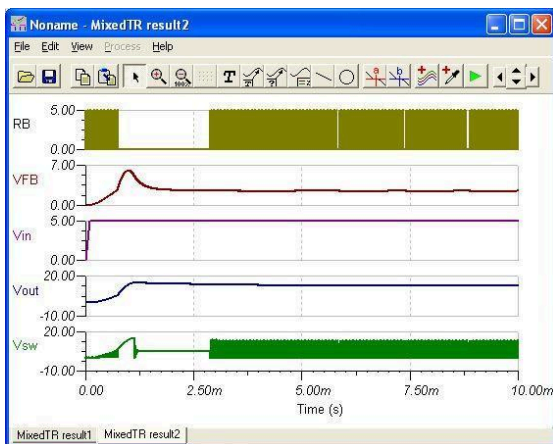 Noname - MixedTR result2
File Edit View Process Help
100%
T
a
b
RB
5.00
0.00
VFB
7.00
0.00
Vin
5.00
0.00
Vout
20.00
-10.00
Vsw
20.00
-10.00
0.00 2.50m 5.00m 7.50m 10.00m
Time (s)
MixedTR result1 MixedTR result2